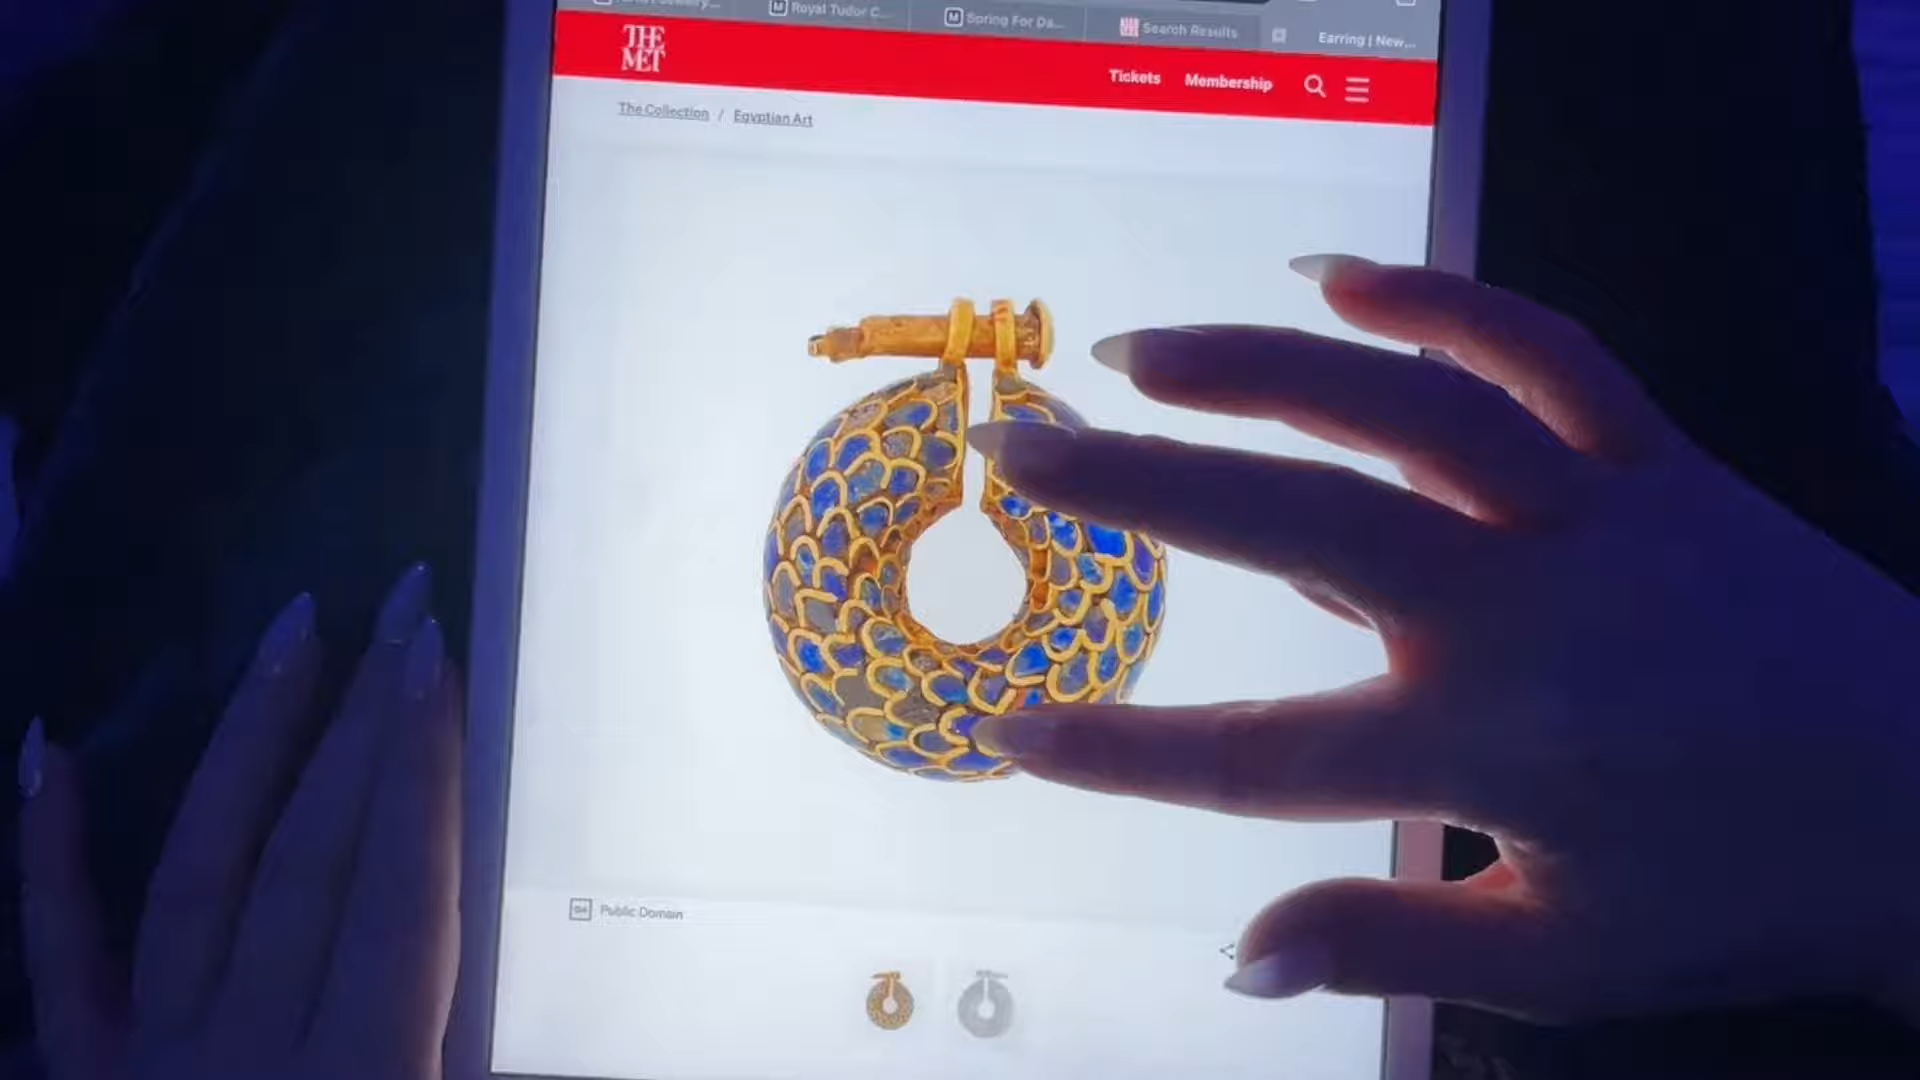 Royal Tudor C...
Spring For Da...
Search Results
Earring | New...
THE
MET
Tickets
Membership
The Collection / Egyptian Art
OA
Public Domain